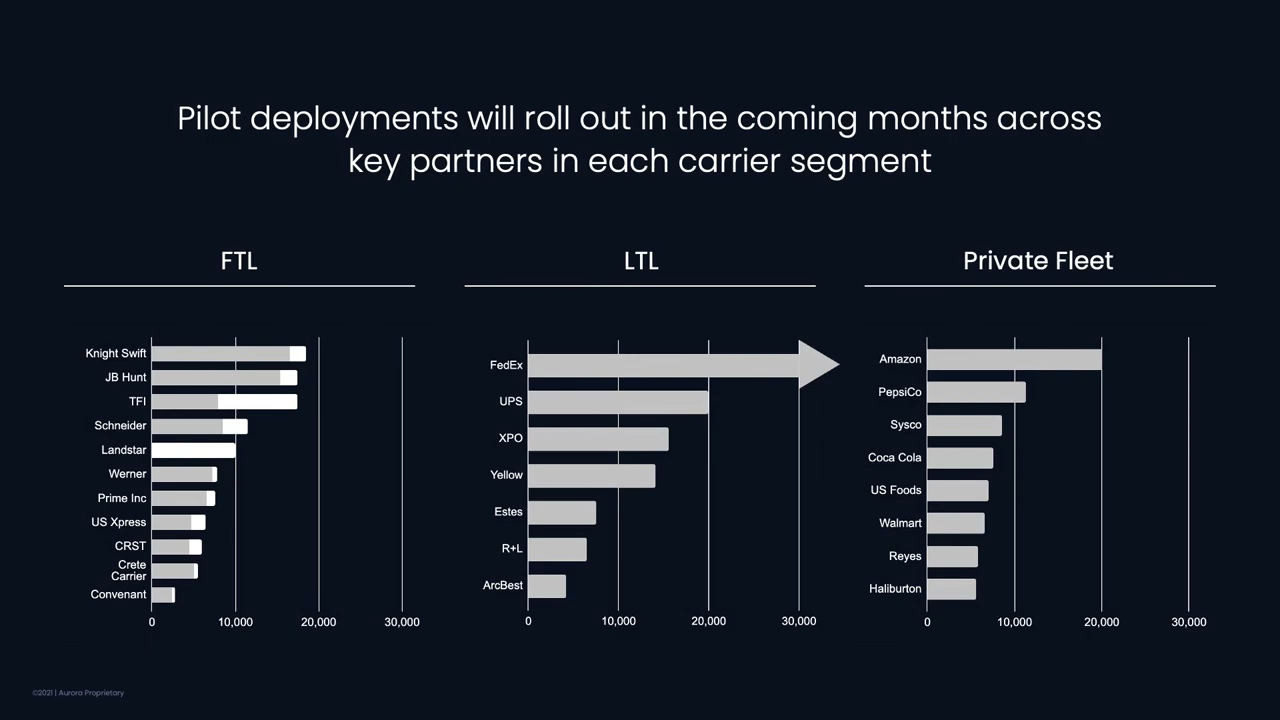 Pilot deployments will roll out in the coming months across
key partners in each carrier segment
FTL
Knight Swift
JB Hunt
TFI
Schneider
Landstar
Werner
Prime Inc
US Xpress
CRST
Crete
Carrier
Convenant
0 10,000 20,000 30,000
LTL
FedEx
UPS
XPO
Yellow
Estes
R+L
ArcBest
0 10,000 20,000 30,000
Private Fleet
Amazon
PepsiCo
Sysco
Coca Cola
US Foods
Walmart
Reyes
Haliburton
0 10,000 20,000 30,000
©2021 | Aurora Proprietary